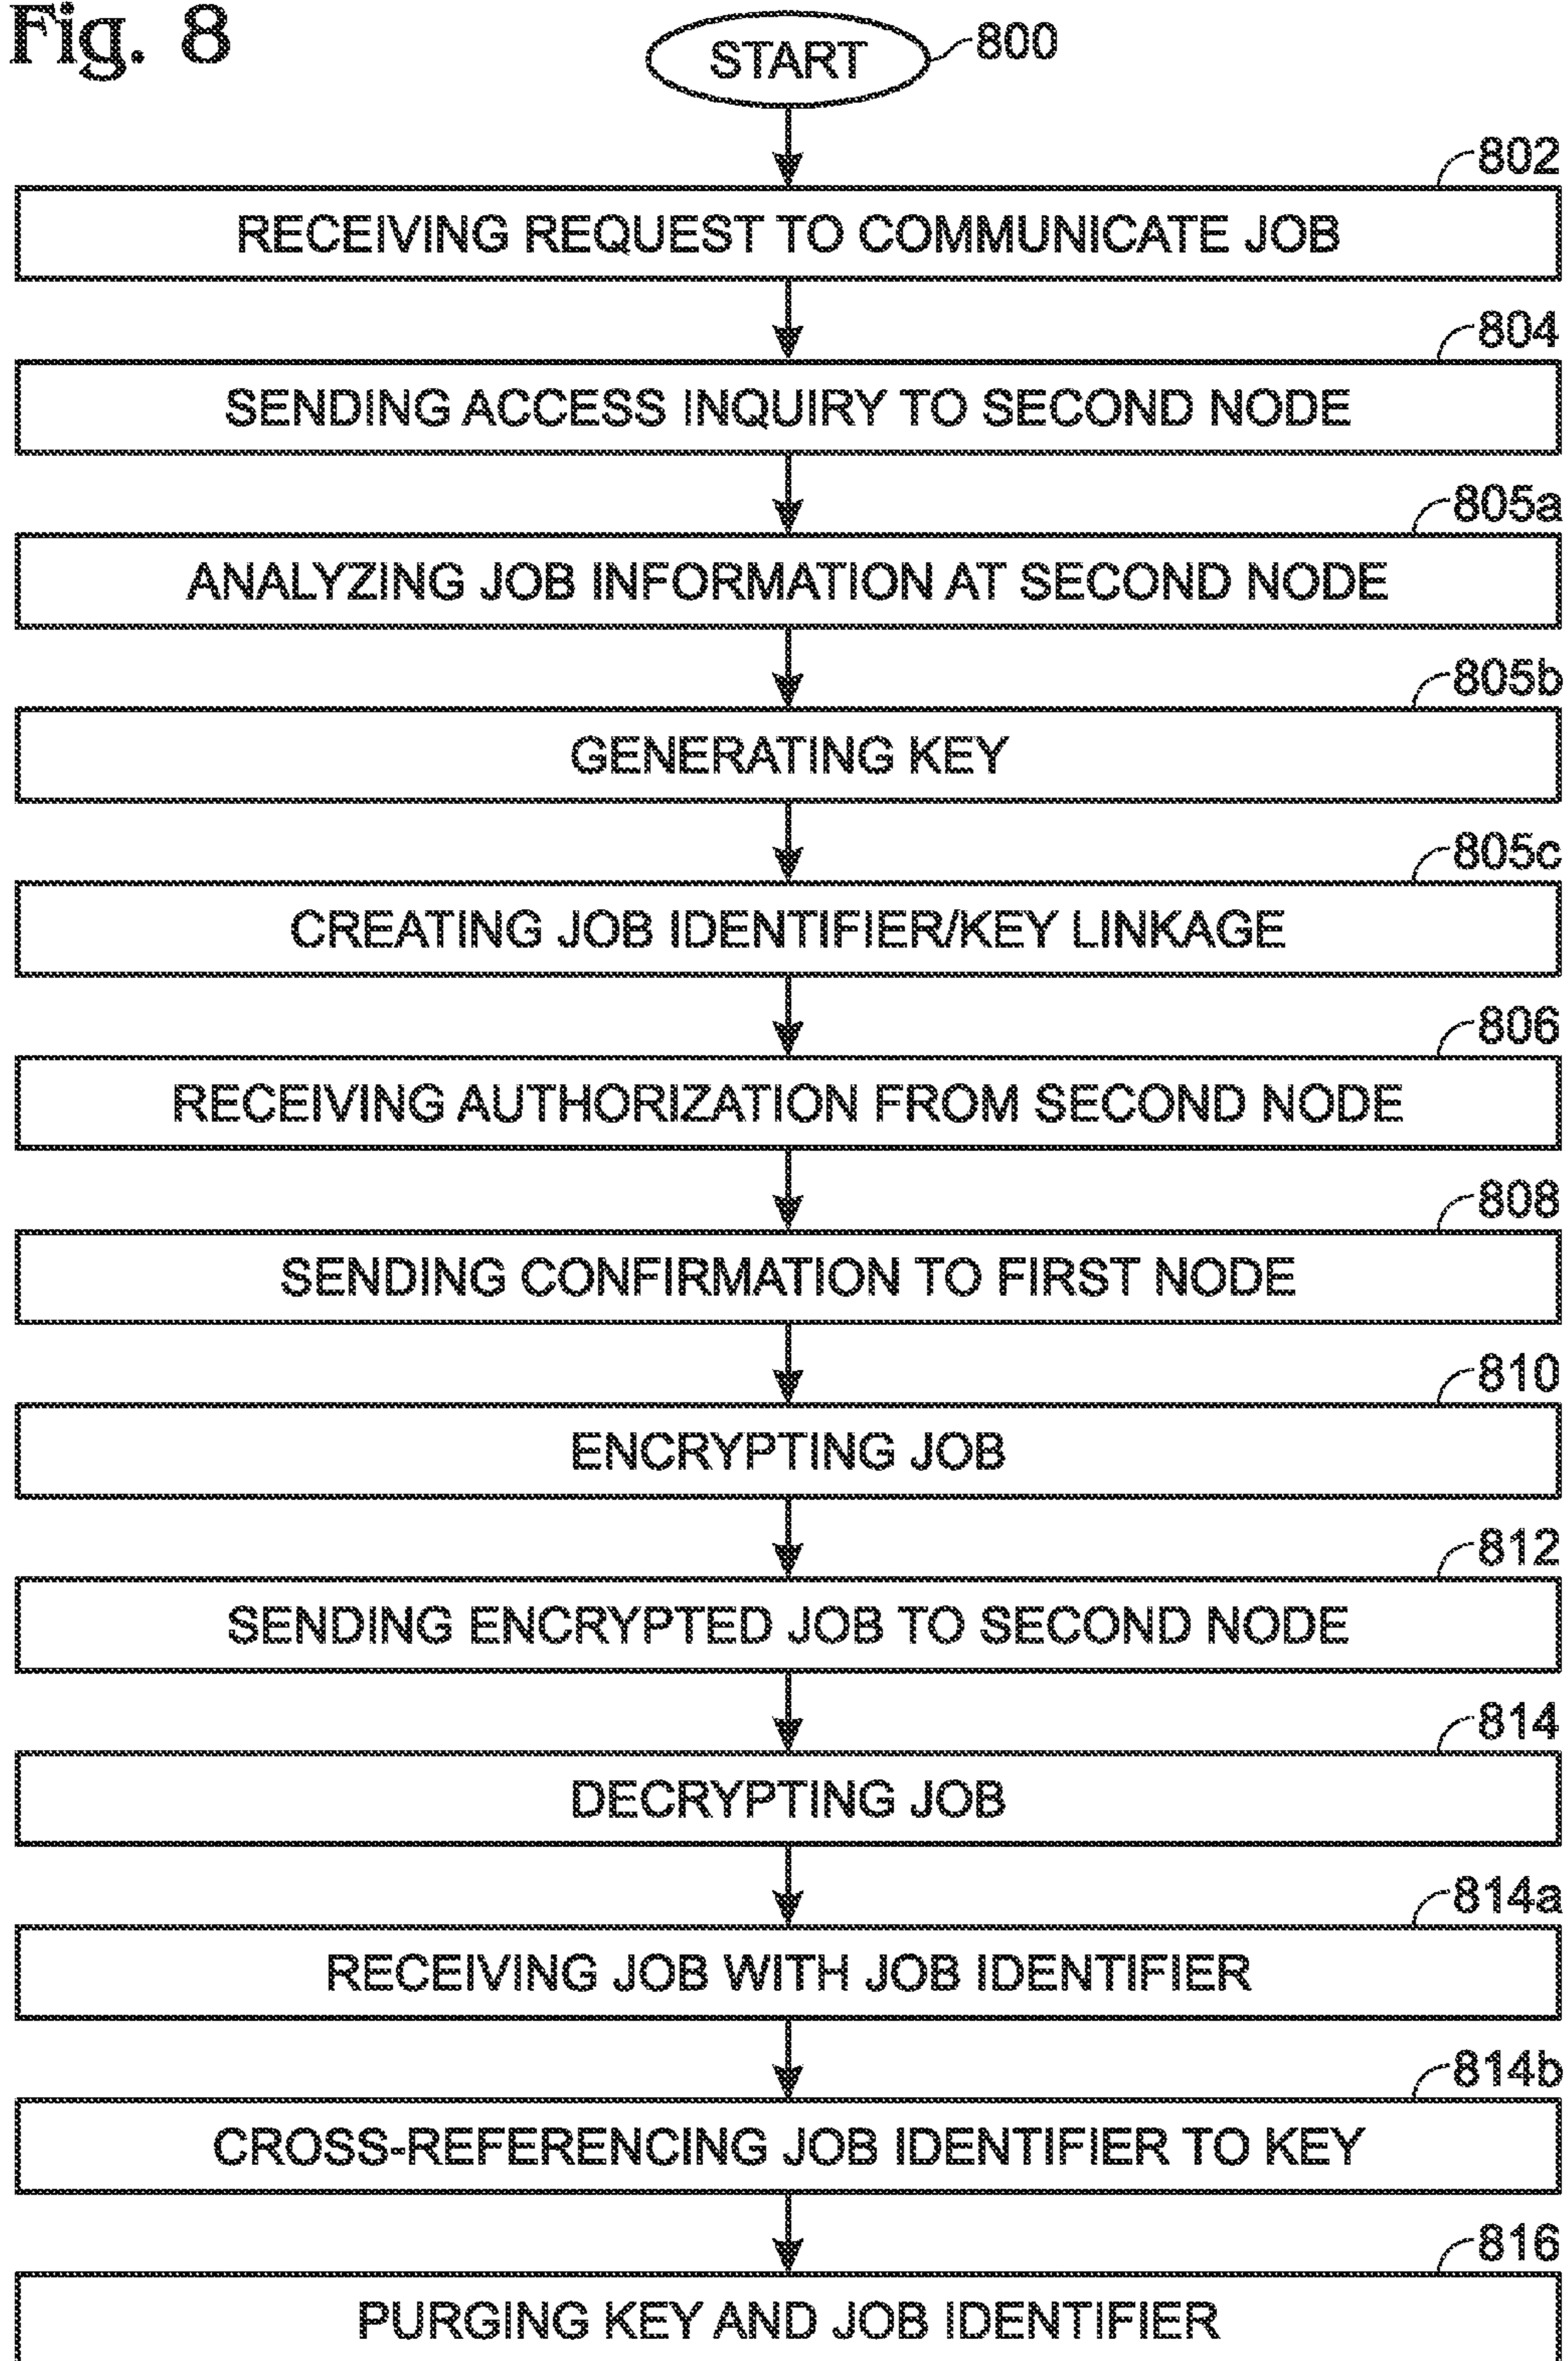 Fig. 8
START
800
802
RECEIVING REQUEST TO COMMUNICATE JOB
804
SENDING ACCESS INQUIRY TO SECOND NODE
805a
ANALYZING JOB INFORMATION AT SECOND NODE
805b
GENERATING KEY
805c
CREATING JOB IDENTIFIER/KEY LINKAGE
806
RECEIVING AUTHORIZATION FROM SECOND NODE
808
SENDING CONFIRMATION TO FIRST NODE
810
ENCRYPTING JOB
812
SENDING ENCRYPTED JOB TO SECOND NODE
814
DECRYPTING JOB
814a
RECEIVING JOB WITH JOB IDENTIFIER
814b
CROSS-REFERENCING JOB IDENTIFIER TO KEY
816
PURGING KEY AND JOB IDENTIFIER